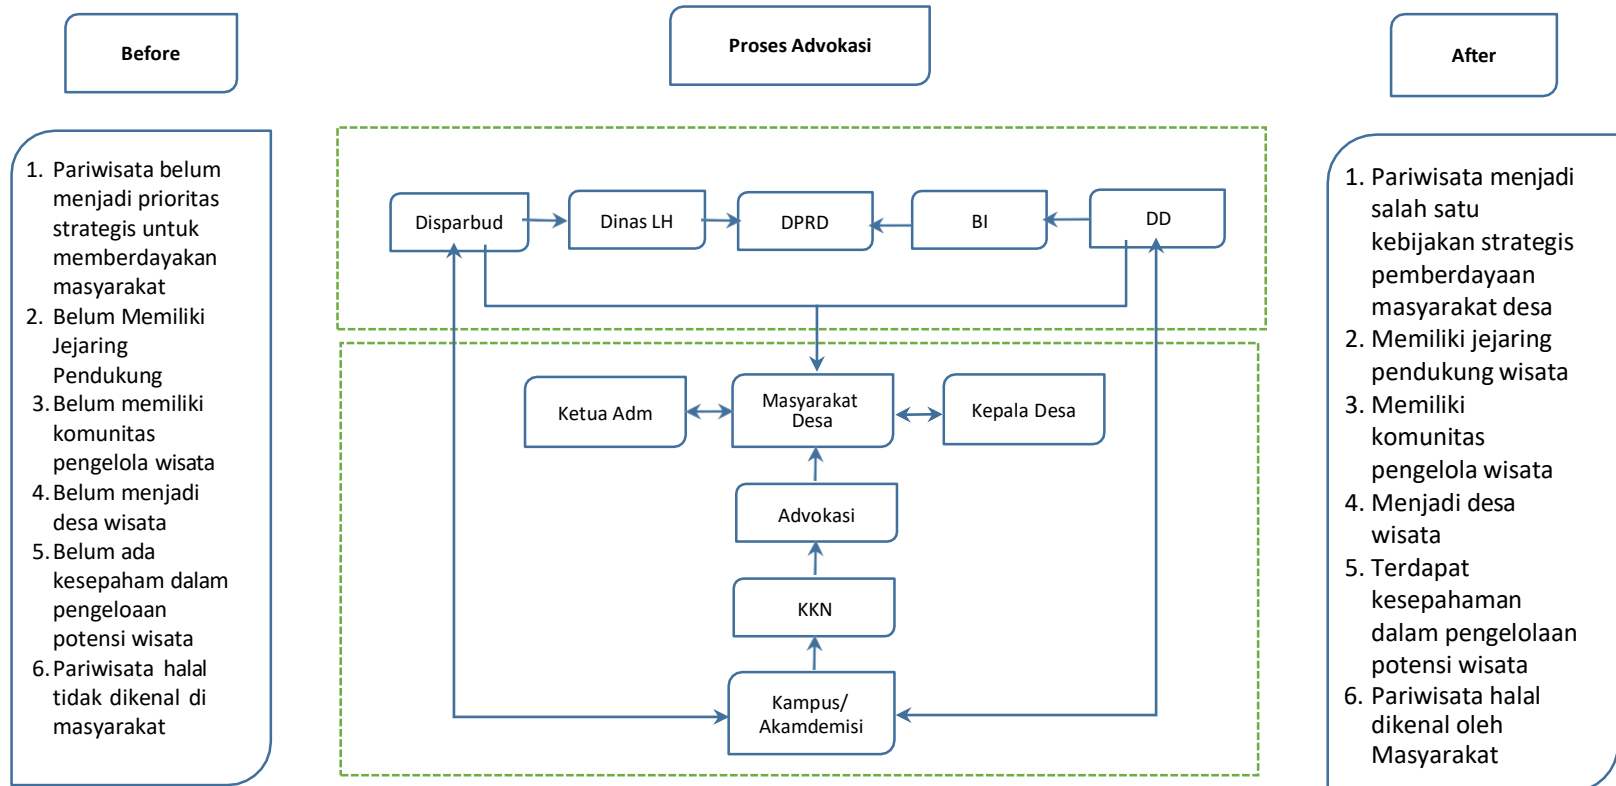 Before
Proses Advokasi
After
1. Pariwisata belum
menjadi prioritas
strategis untuk
memberdayakan
masyarakat
2. Belum Memiliki
Jejaring
Pendukung
3. Belum memiliki
komunitas
pengelola wisata
4. Belum menjadi
desa wisata
5. Belum ada
kesepaham dalam
pengeloaan
potensi wisata
6. Pariwisata halal
tidak dikenal di
masyarakat
Disparbud
Dinas LH
DPRD
BI
DD
Ketua Adm
Masyarakat
Desa
Kepala Desa
Advokasi
KKN
Kampus/
Akamdemisi
1. Pariwisata menjadi
salah satu
kebijakan strategis
pemberdayaan
masyarakat desa
2. Memiliki jejaring
pendukung wisata
3. Memiliki
komunitas
pengelola wisata
4. Menjadi desa
wisata
5. Terdapat
kesepahaman
dalam pengelolaan
potensi wisata
6. Pariwisata halal
dikenal oleh
Masyarakat